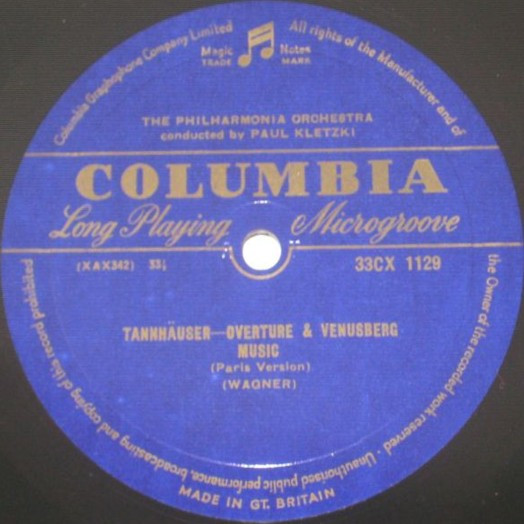 Columbia Graphophone Company Limited
All rights of the Manufacturer and of
the Owner of the recorded work reserved - Unauthorised public performance, broadcasting and copying of this record prohibited
Magic Notes
TRADE MARK
THE PHILHARMONIA ORCHESTRA
conducted by PAUL KLETZKI
COLUMBIA
Long Playing Microgroove
(XAX342) 33⅓ 33CX 1129
TANNHÄUSER—OVERTURE & VENUSBERG
MUSIC
(Paris Version)
(WAGNER)
MADE IN GT. BRITAIN